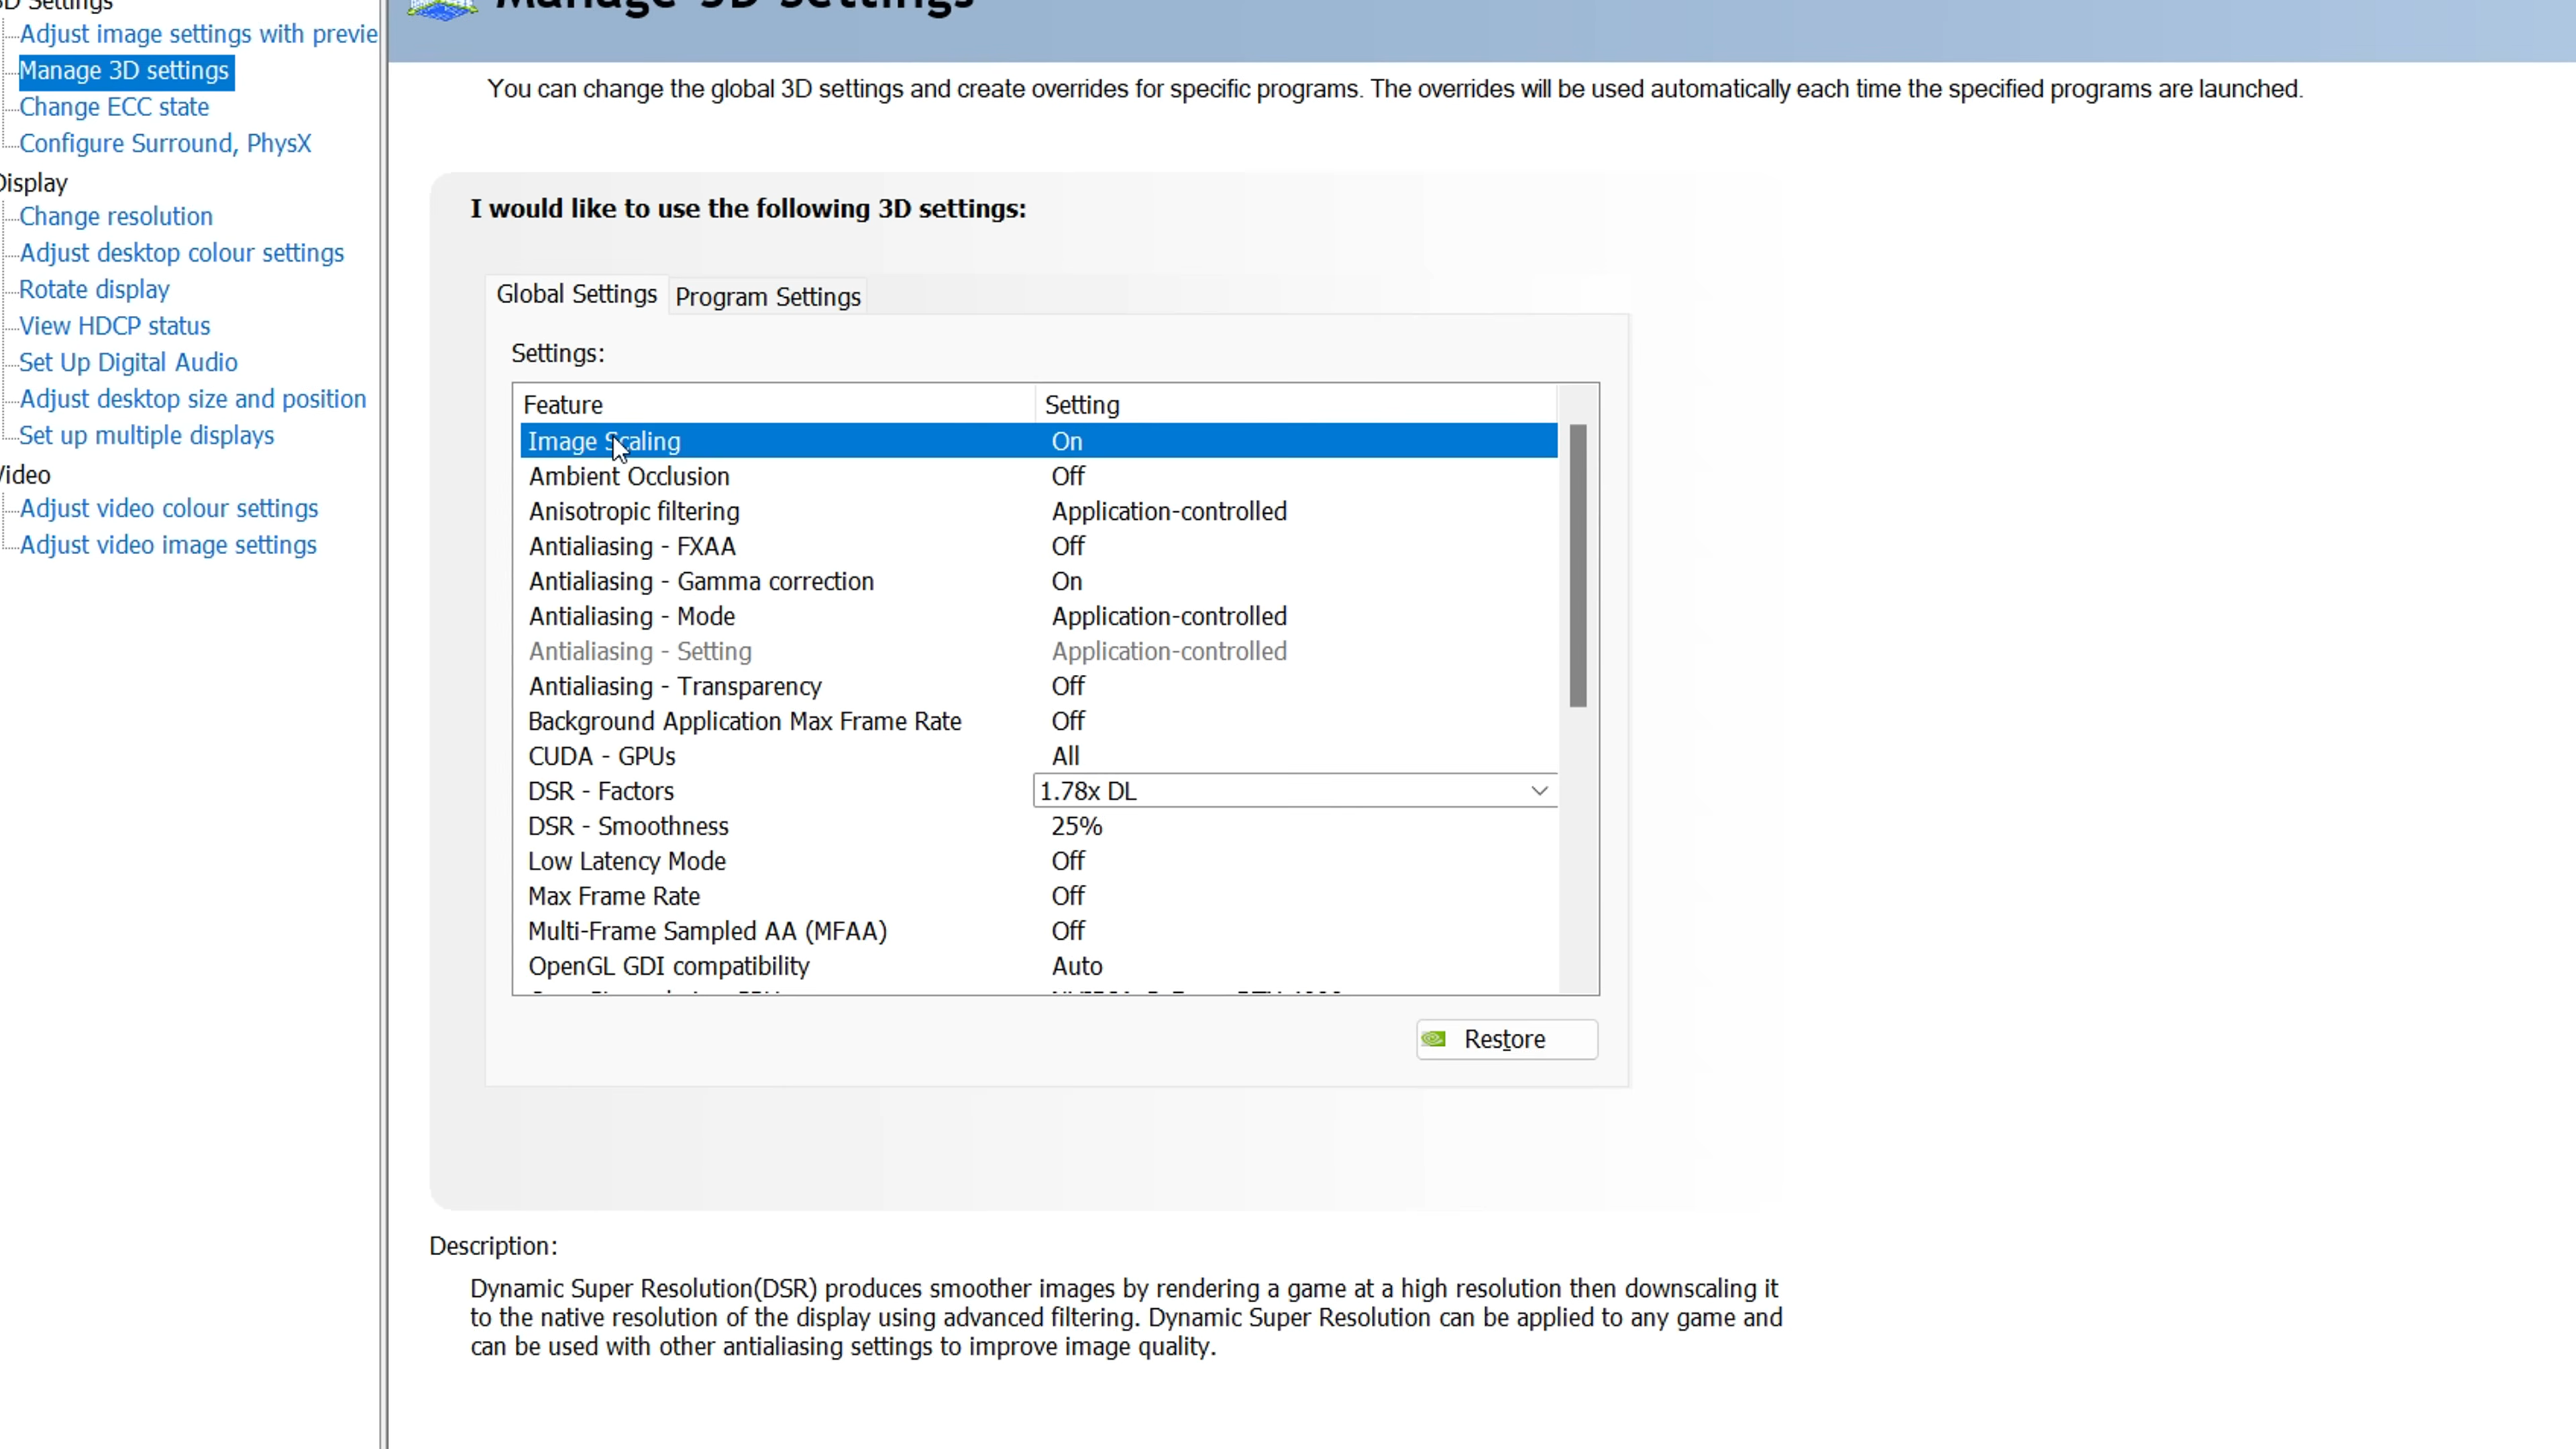 3D Settings
Adjust image settings with previe
Manage 3D settings
Change ECC state
Configure Surround, PhysX
Display
Change resolution
Adjust desktop colour settings
Rotate display
View HDCP status
Set Up Digital Audio
Adjust desktop size and position
Set up multiple displays
Video
Adjust video colour settings
Adjust video image settings
Manage 3D Settings
You can change the global 3D settings and create overrides for specific programs. The overrides will be used automatically each time the specified programs are launched.
I would like to use the following 3D settings:
Global Settings Program Settings
Settings:
Feature Setting
Image Scaling On
Ambient Occlusion Off
Anisotropic filtering Application-controlled
Antialiasing - FXAA Off
Antialiasing - Gamma correction On
Antialiasing - Mode Application-controlled
Antialiasing - Setting Application-controlled
Antialiasing - Transparency Off
Background Application Max Frame Rate Off
CUDA - GPUs All
DSR - Factors 1.78x DL
DSR - Smoothness 25%
Low Latency Mode Off
Max Frame Rate Off
Multi-Frame Sampled AA (MFAA) Off
OpenGL GDI compatibility Auto
Restore
Description:
Dynamic Super Resolution(DSR) produces smoother images by rendering a game at a high resolution then downscaling it
to the native resolution of the display using advanced filtering. Dynamic Super Resolution can be applied to any game and
can be used with other antialiasing settings to improve image quality.